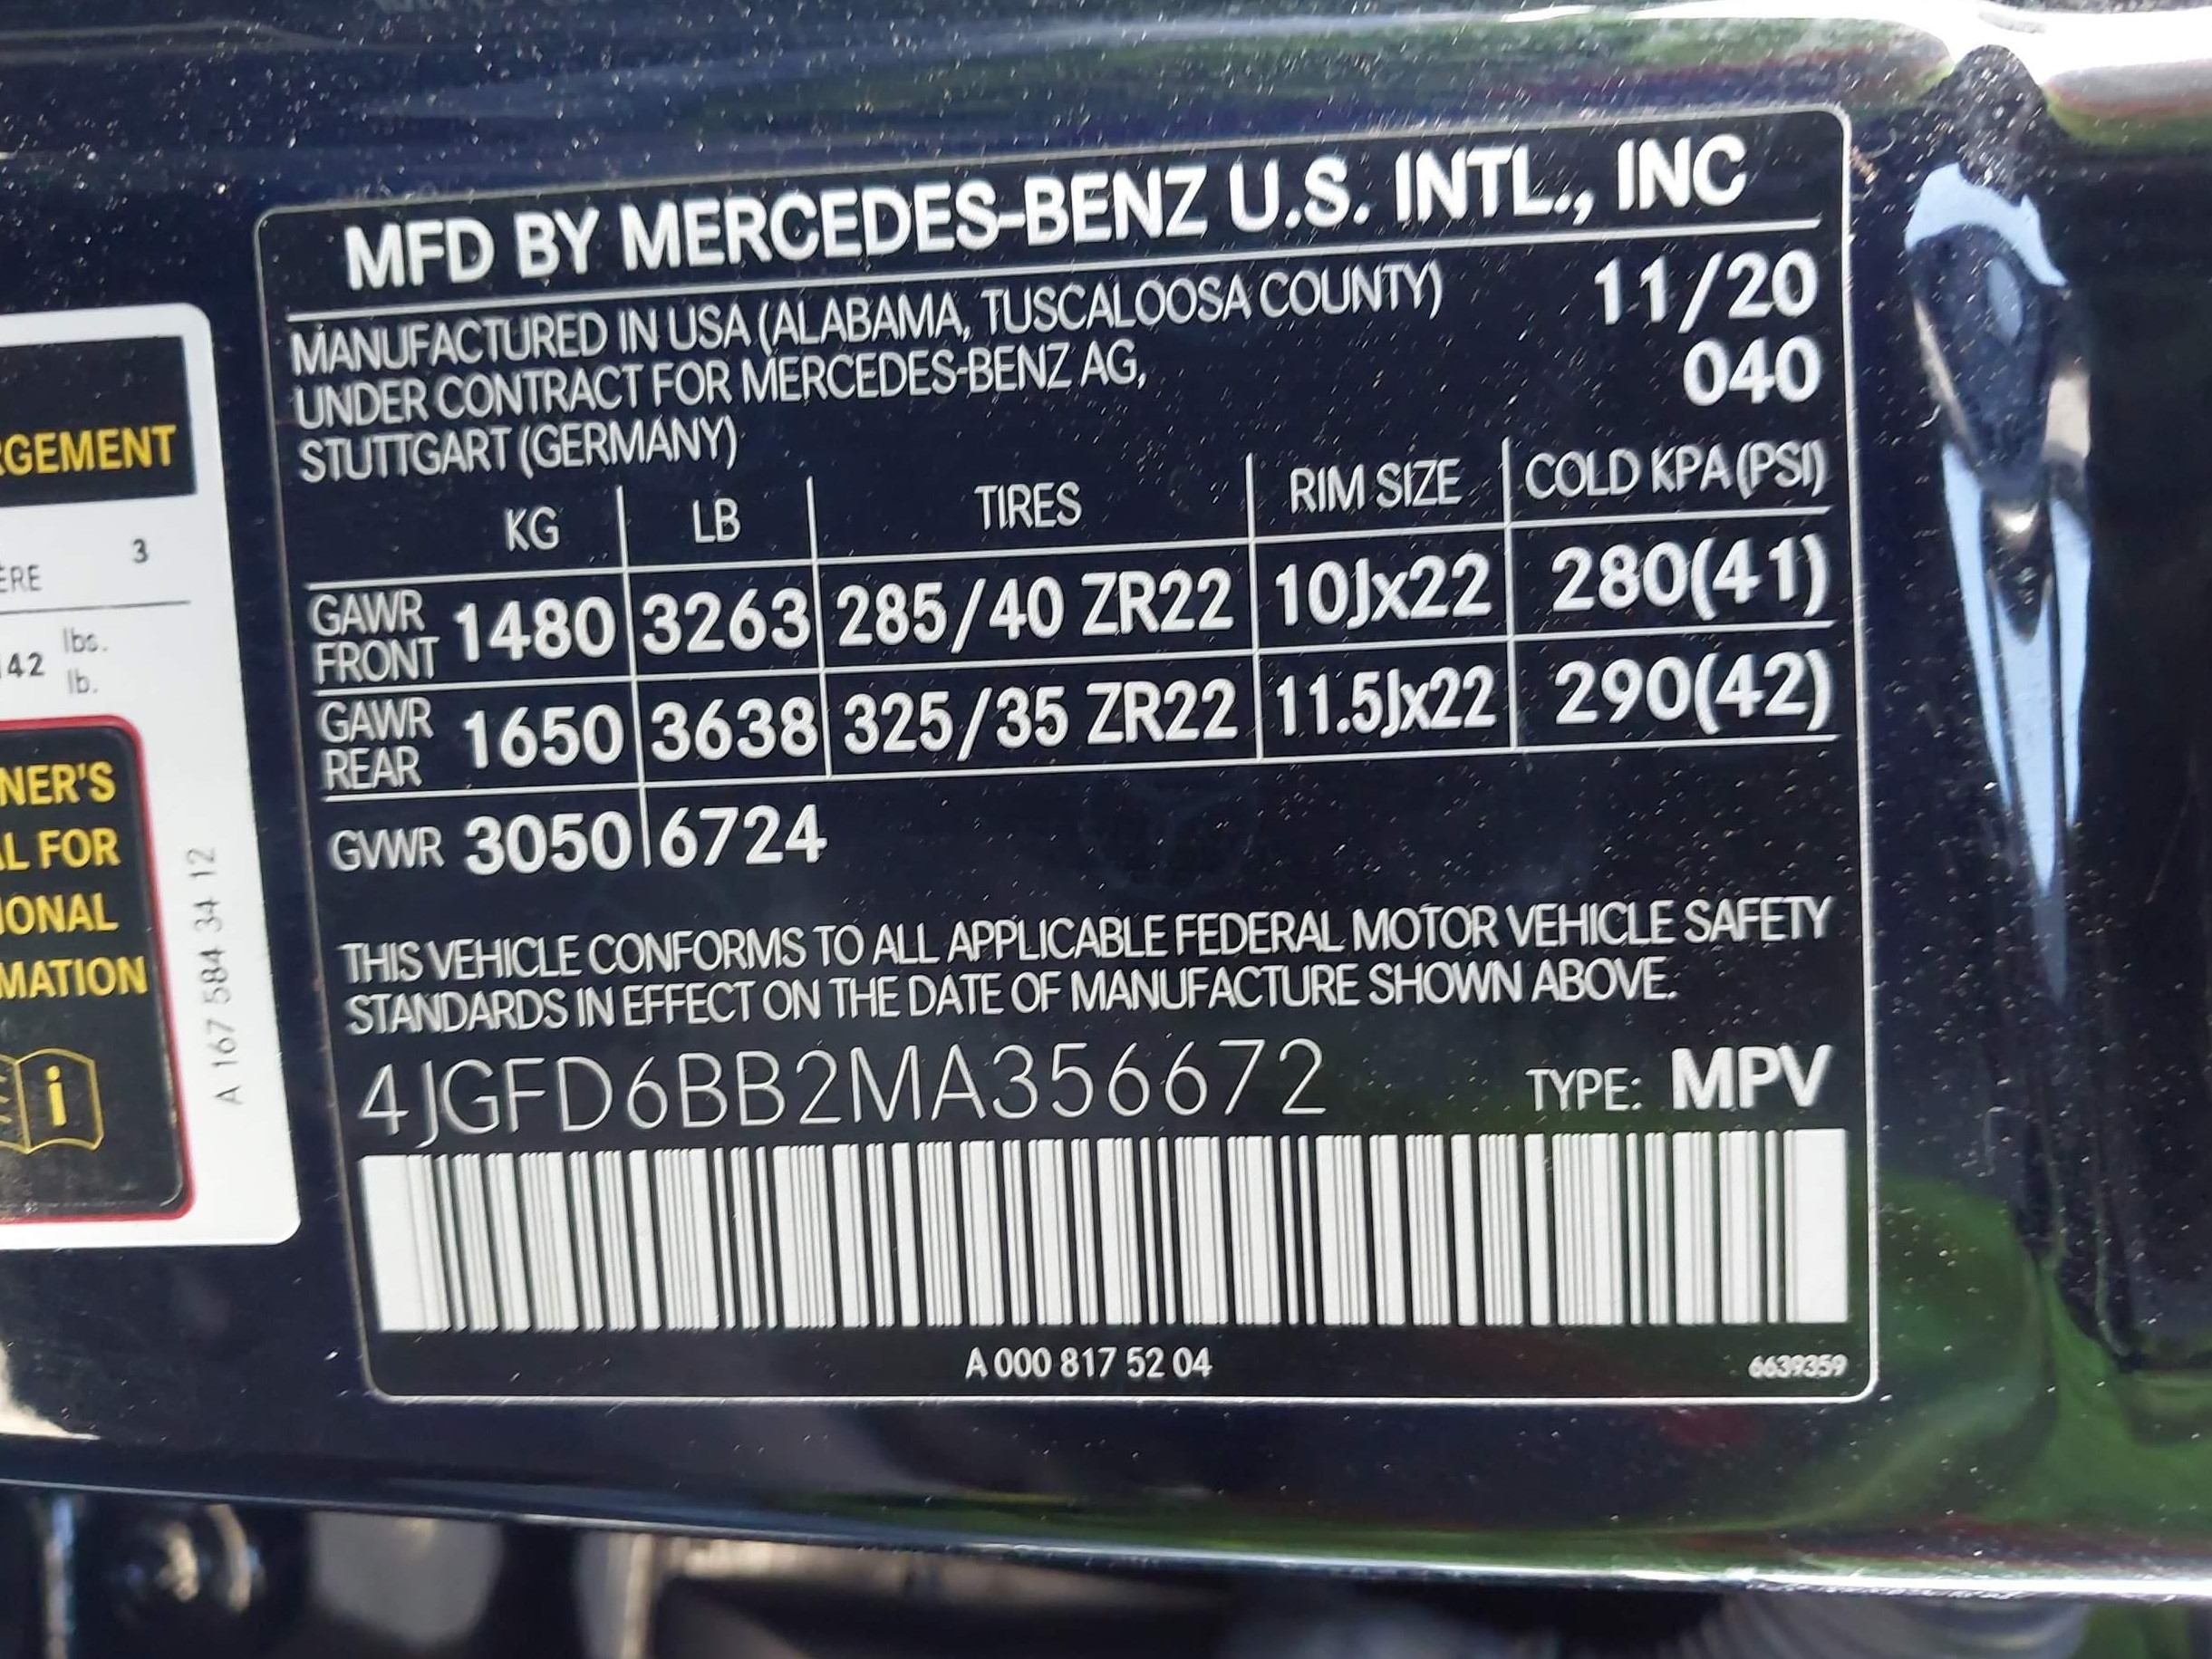 RGEMENT
ÈRE 3
142 lbs.
lb.
NER'S
AL FOR
IONAL
MATION
i
A 167 584 34 12
MFD BY MERCEDES-BENZ U.S. INTL., INC
MANUFACTURED IN USA (ALABAMA, TUSCALOOSA COUNTY) 11/20
UNDER CONTRACT FOR MERCEDES-BENZ AG, 040
STUTTGART (GERMANY)
KG LB TIRES RIM SIZE COLD KPA (PSI)
GAWR FRONT 1480 3263 285/40 ZR22 10Jx22 280(41)
GAWR REAR 1650 3638 325/35 ZR22 11.5Jx22 290(42)
GVWR 3050 6724
THIS VEHICLE CONFORMS TO ALL APPLICABLE FEDERAL MOTOR VEHICLE SAFETY
STANDARDS IN EFFECT ON THE DATE OF MANUFACTURE SHOWN ABOVE.
4JGFD6BB2MA356672 TYPE: MPV
A 000 817 52 04 6639359